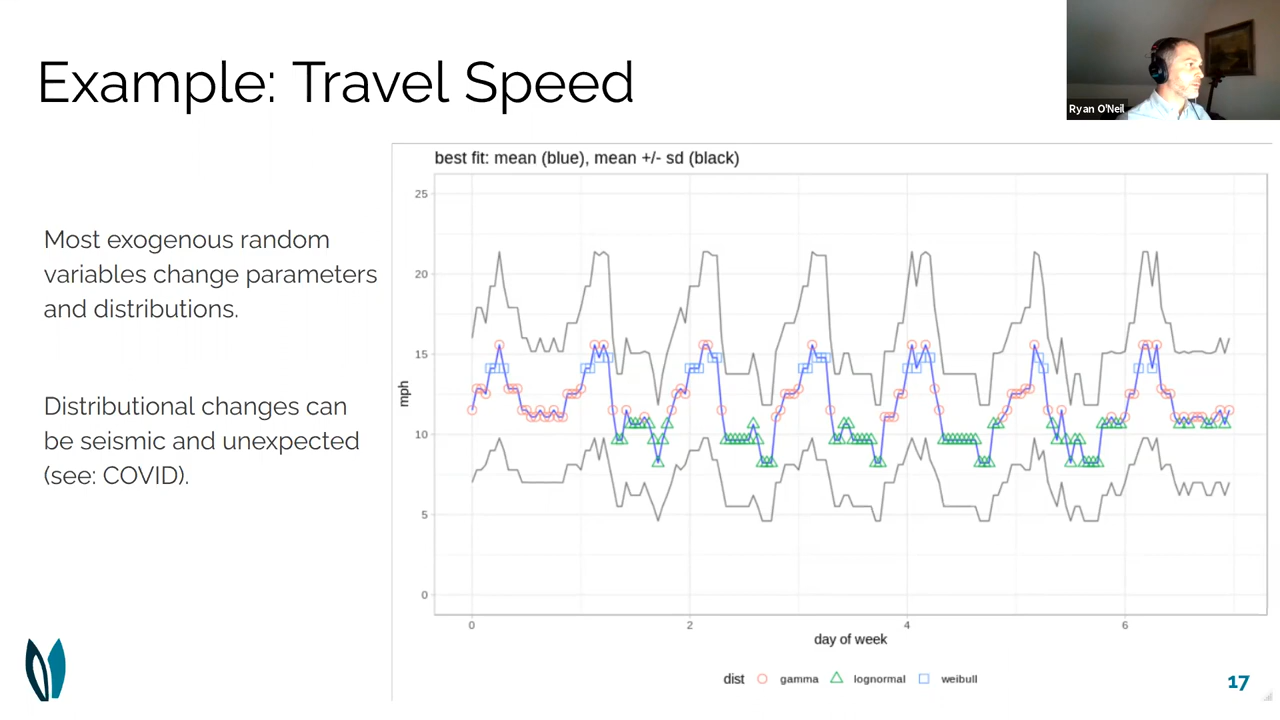 Example: Travel Speed
Ryan O'Neil
Most exogenous random
variables change parameters
and distributions.
Distributional changes can
be seismic and unexpected
(see: COVID).
best fit: mean (blue), mean +/- sd (black)
25
20
15
10
5
0
mph
0 2 4 6
day of week
dist gamma lognormal weibull
17